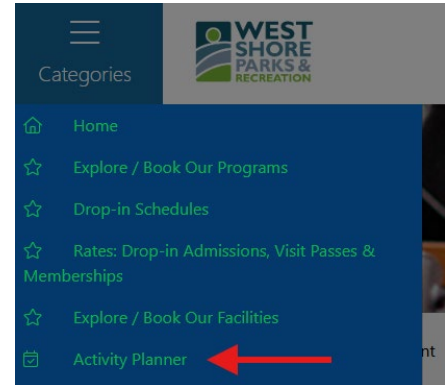 Categories
WEST
SHORE
PARKS &
RECREATION
Home
Explore / Book Our Programs
Drop-in Schedules
Rates: Drop-in Admissions, Visit Passes &
Memberships
Explore / Book Our Facilities
Activity Planner
nt